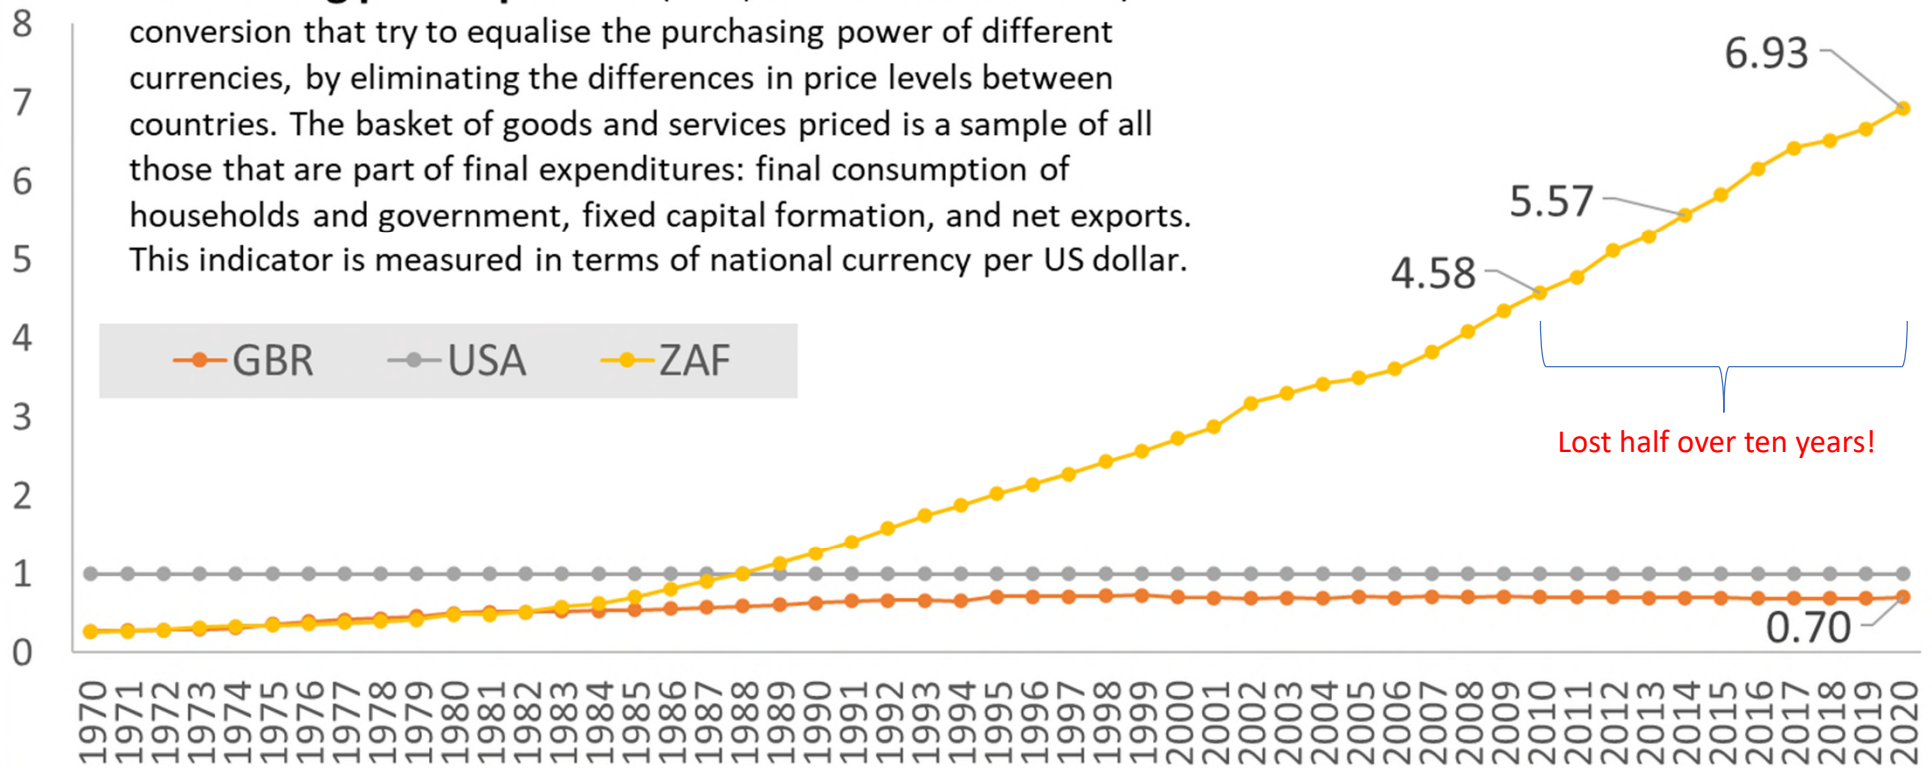 conversion that try to equalise the purchasing power of different
currencies, by eliminating the differences in price levels between
countries. The basket of goods and services priced is a sample of all
those that are part of final expenditures: final consumption of
households and government, fixed capital formation, and net exports.
This indicator is measured in terms of national currency per US dollar.
8
7
6
5
4
3
2
1
0
GBR USA ZAF
6.93
5.57
4.58
Lost half over ten years!
0.70
1970 1971 1972 1973 1974 1975 1976 1977 1978 1979 1980 1981 1982 1983 1984 1985 1986 1987 1988 1989 1990 1991 1992 1993 1994 1995 1996 1997 1998 1999 2000 2001 2002 2003 2004 2005 2006 2007 2008 2009 2010 2011 2012 2013 2014 2015 2016 2017 2018 2019 2020